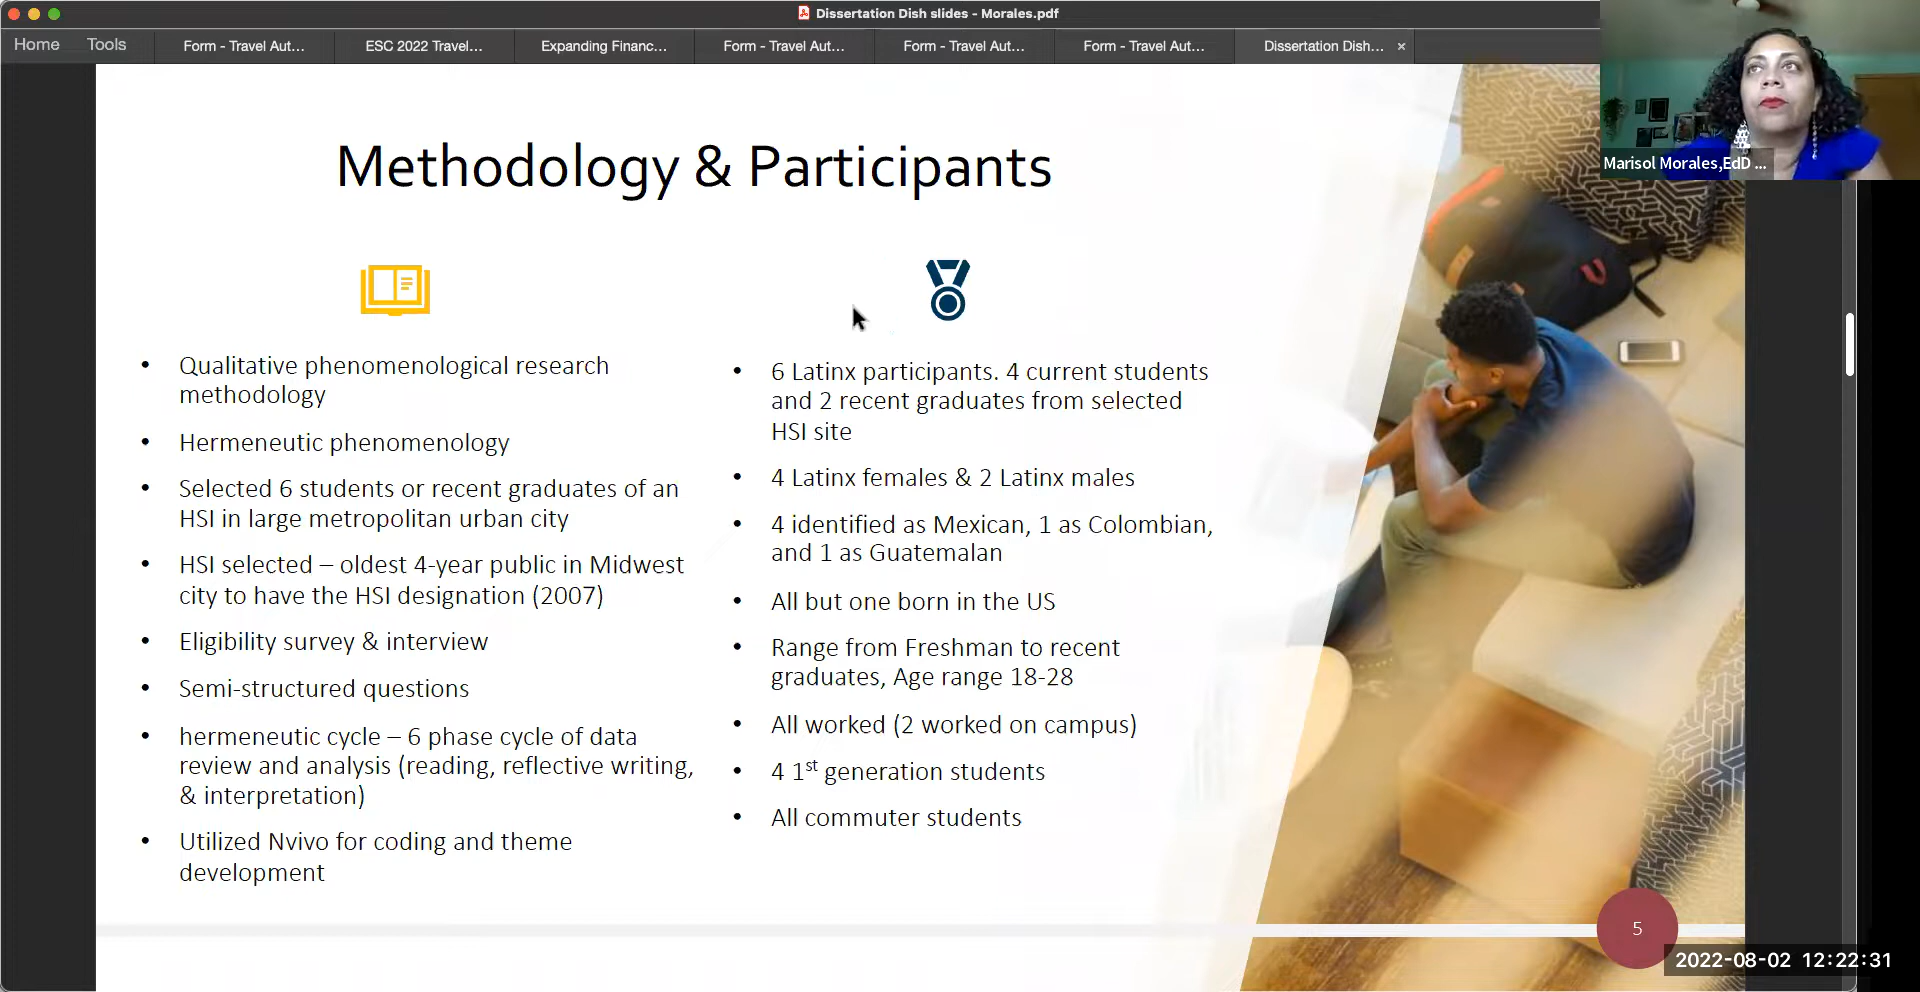 Dissertation Dish slides - Morales.pdf
Home
Tools
Form - Travel Aut...
ESC 2022 Travel...
Expanding Financ...
Form - Travel Aut...
Form - Travel Aut...
Form - Travel Aut...
Dissertation Dish...
Marisol Morales,EdD ...
Methodology & Participants
• Qualitative phenomenological research
methodology
• Hermeneutic phenomenology
• Selected 6 students or recent graduates of an
HSI in large metropolitan urban city
• HSI selected – oldest 4-year public in Midwest
city to have the HSI designation (2007)
• Eligibility survey & interview
• Semi-structured questions
• hermeneutic cycle – 6 phase cycle of data
review and analysis (reading, reflective writing,
& interpretation)
• Utilized Nvivo for coding and theme
development
• 6 Latinx participants. 4 current students
and 2 recent graduates from selected
HSI site
• 4 Latinx females & 2 Latinx males
• 4 identified as Mexican, 1 as Colombian,
and 1 as Guatemalan
• All but one born in the US
• Range from Freshman to recent
graduates, Age range 18-28
• All worked (2 worked on campus)
• 4 1st generation students
• All commuter students
5
2022-08-02 12:22:31